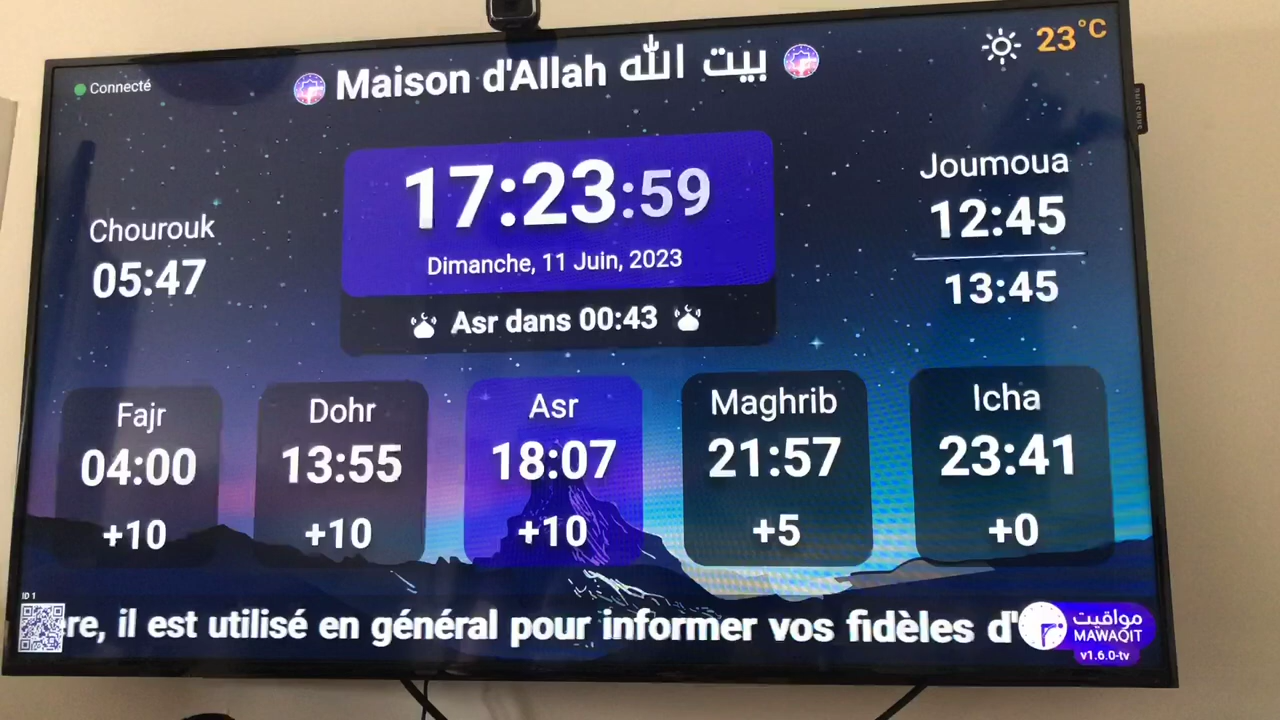 Connecté
Maison d'Allah بيت الله
23°C
SAMSUNG
17:23:59
Dimanche, 11 Juin, 2023
Asr dans 00:43
Chourouk
05:47
Joumoua
12:45
13:45
Fajr
04:00
+10
Dohr
13:55
+10
Asr
18:07
+10
Maghrib
21:57
+5
Icha
23:41
+0
ID 1
re, il est utilisé en général pour informer vos fidèles d'
مواقيت
MAWAQIT
v1.6.0-tv